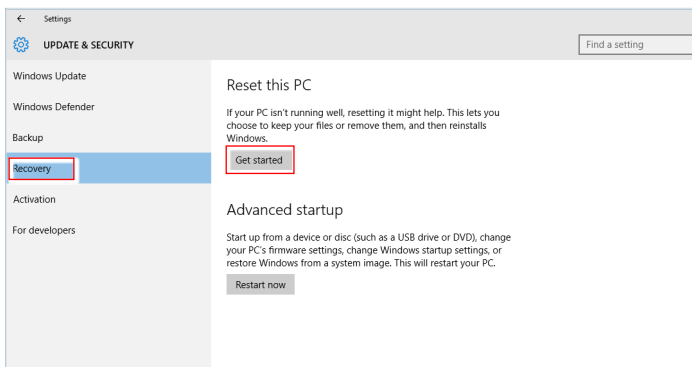 Settings
UPDATE & SECURITY
Find a setting
Windows Update
Windows Defender
Backup
Recovery
Activation
For developers
Reset this PC
If your PC isn't running well, resetting it might help. This lets you
choose to keep your files or remove them, and then reinstalls
Windows.
Get started
Advanced startup
Start up from a device or disc (such as a USB drive or DVD), change
your PC's firmware settings, change Windows startup settings, or
restore Windows from a system image. This will restart your PC.
Restart now